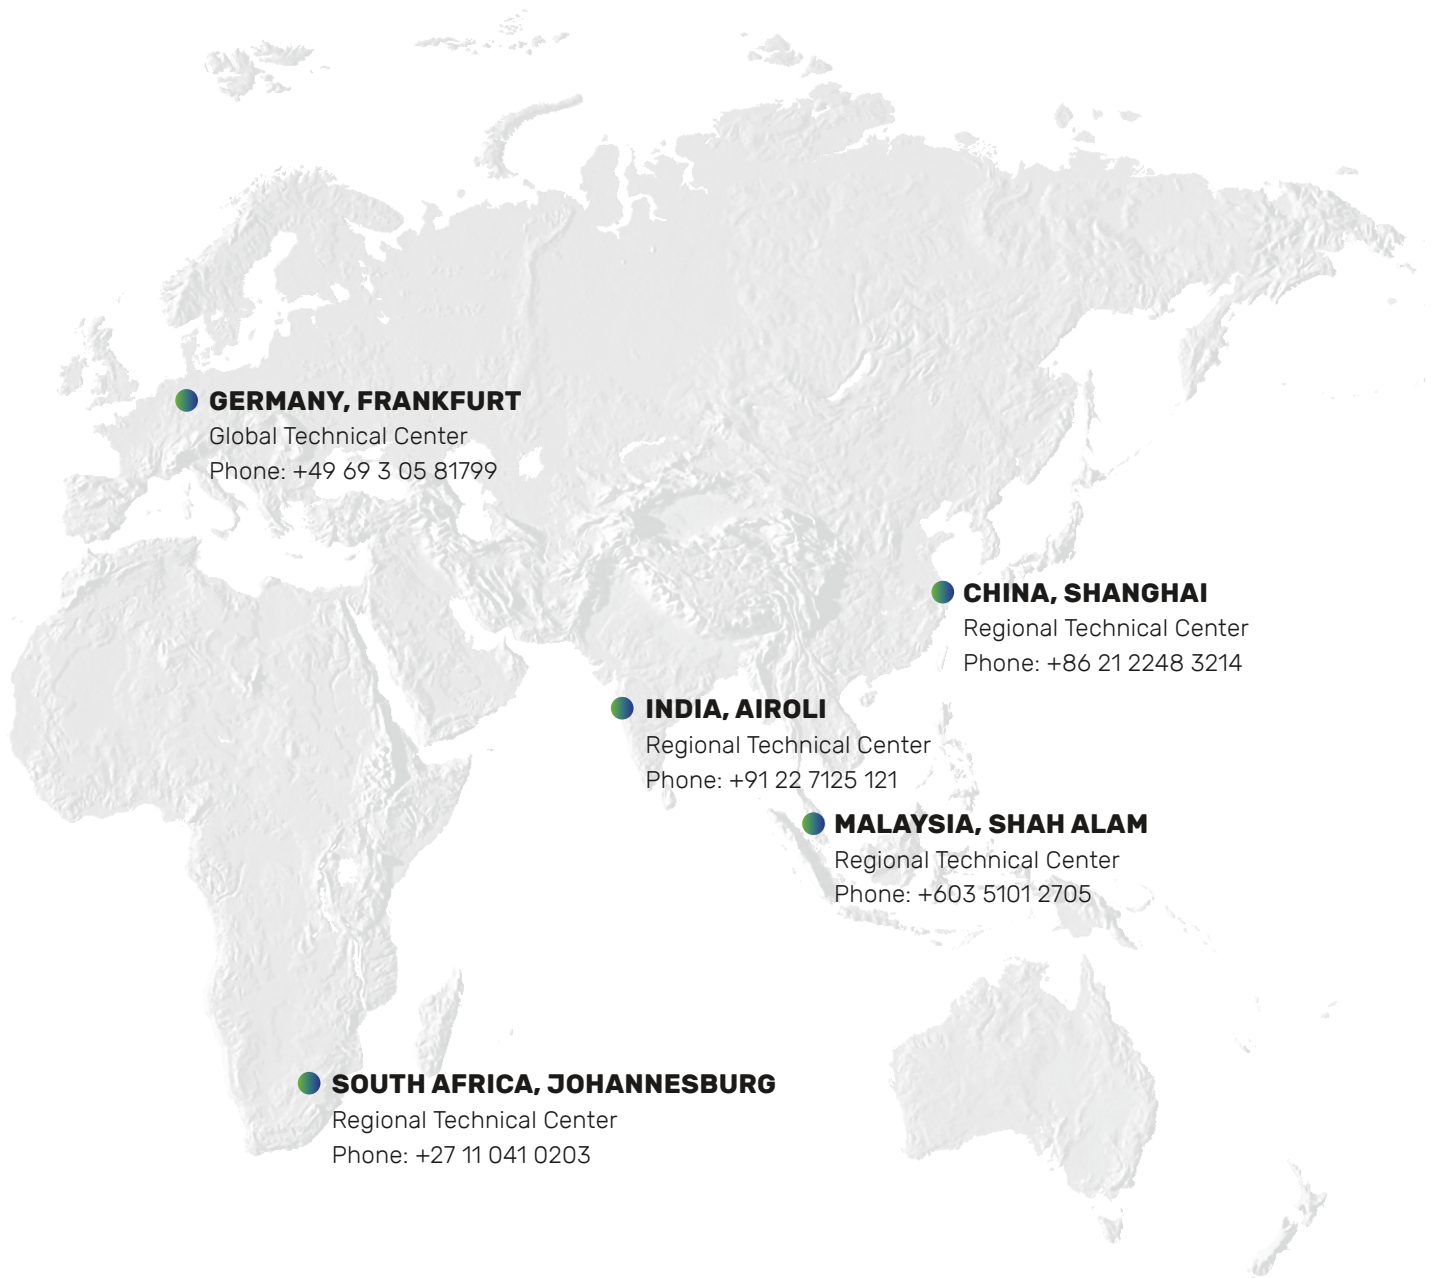 GERMANY, FRANKFURT
Global Technical Center
Phone: +49 69 3 05 81799
CHINA, SHANGHAI
Regional Technical Center
Phone: +86 21 2248 3214
INDIA, AIROLI
Regional Technical Center
Phone: +91 22 7125 121
MALAYSIA, SHAH ALAM
Regional Technical Center
Phone: +603 5101 2705
SOUTH AFRICA, JOHANNESBURG
Regional Technical Center
Phone: +27 11 041 0203